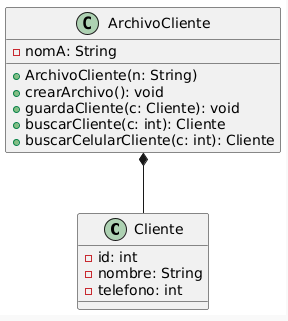 C ArchivoCliente
nomA: String
ArchivoCliente(n: String)
crearArchivo(): void
guardaCliente(c: Cliente): void
buscarCliente(c: int): Cliente
buscarCelularCliente(c: int): Cliente
C Cliente
id: int
nombre: String
telefono: int